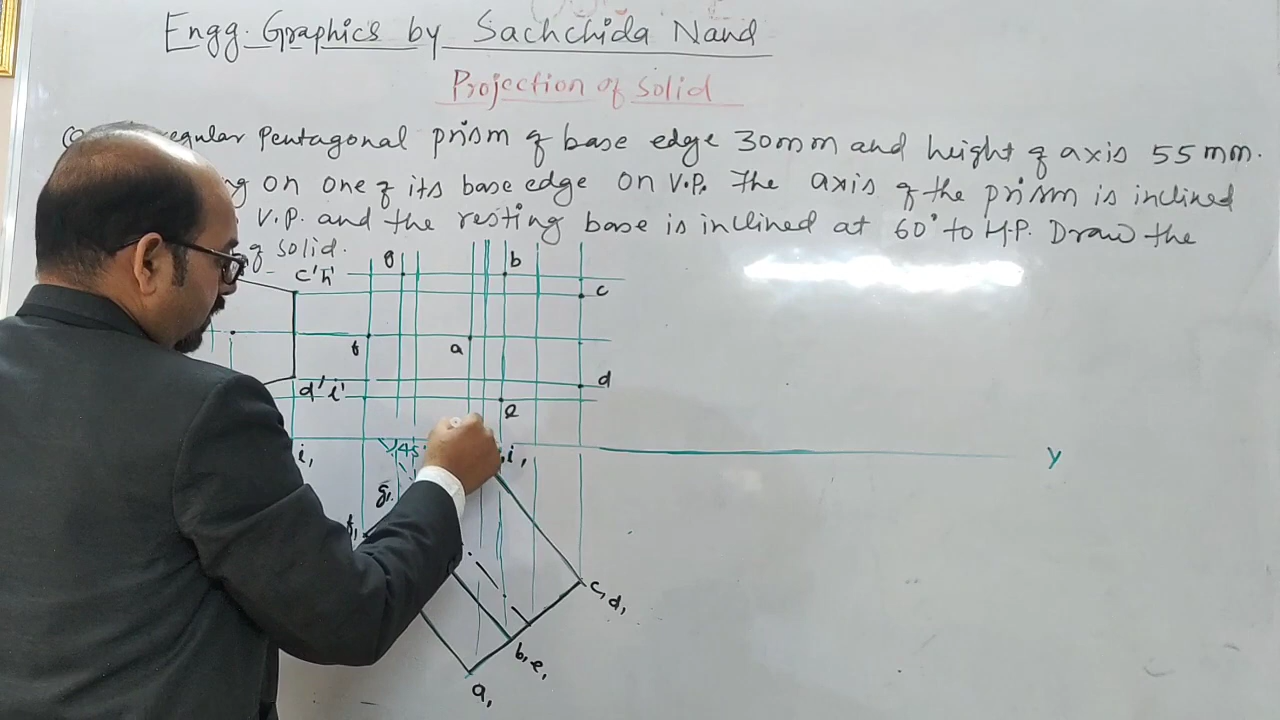 Engg. Graphics by Sachchida Nand
Projection of Solid
Pentagonal prism of base edge 30mm and height of axis 55mm.
on one of its base edge on V.P. The axis of the prism is inclined
V.P. and the resting base is inclined at 60° to H.P. Draw the
of solid.
c'h'
g
b
c
f
a
d'i'
d
e
i,
45°
i,
Y
g,
f,
c, d,
b, e,
a,